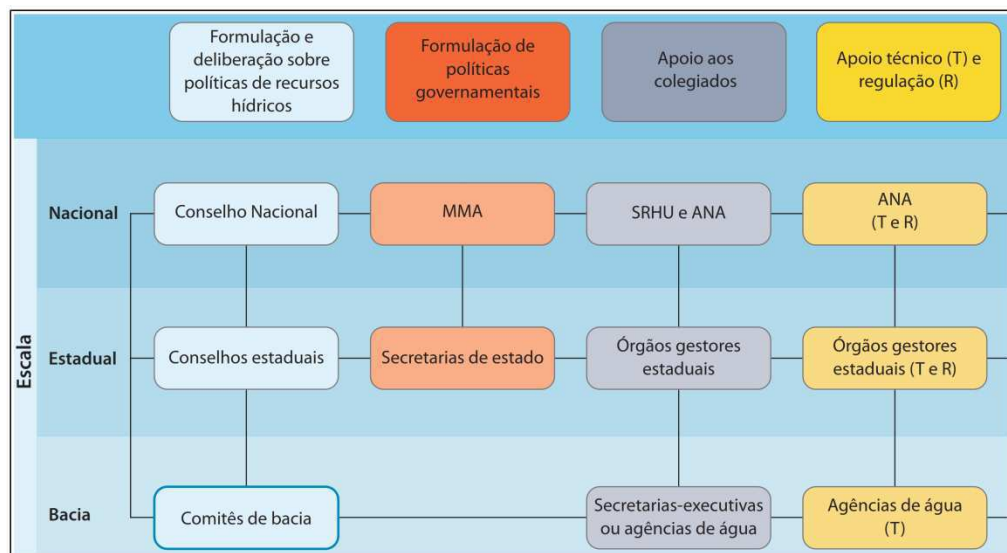 Formulação e
deliberação sobre
políticas de recursos
hídricos
Formulação de
políticas
governamentais
Apoio aos
colegiados
Apoio técnico (T) e
regulação (R)
Escala
Nacional
Conselho Nacional
MMA
SRHU e ANA
ANA
(T e R)
Estadual
Conselhos estaduais
Secretarias de estado
Órgãos gestores
estaduais
Órgãos gestores
estaduais (T e R)
Bacia
Comitês de bacia
Secretarias-executivas
ou agências de água
Agências de água
(T)